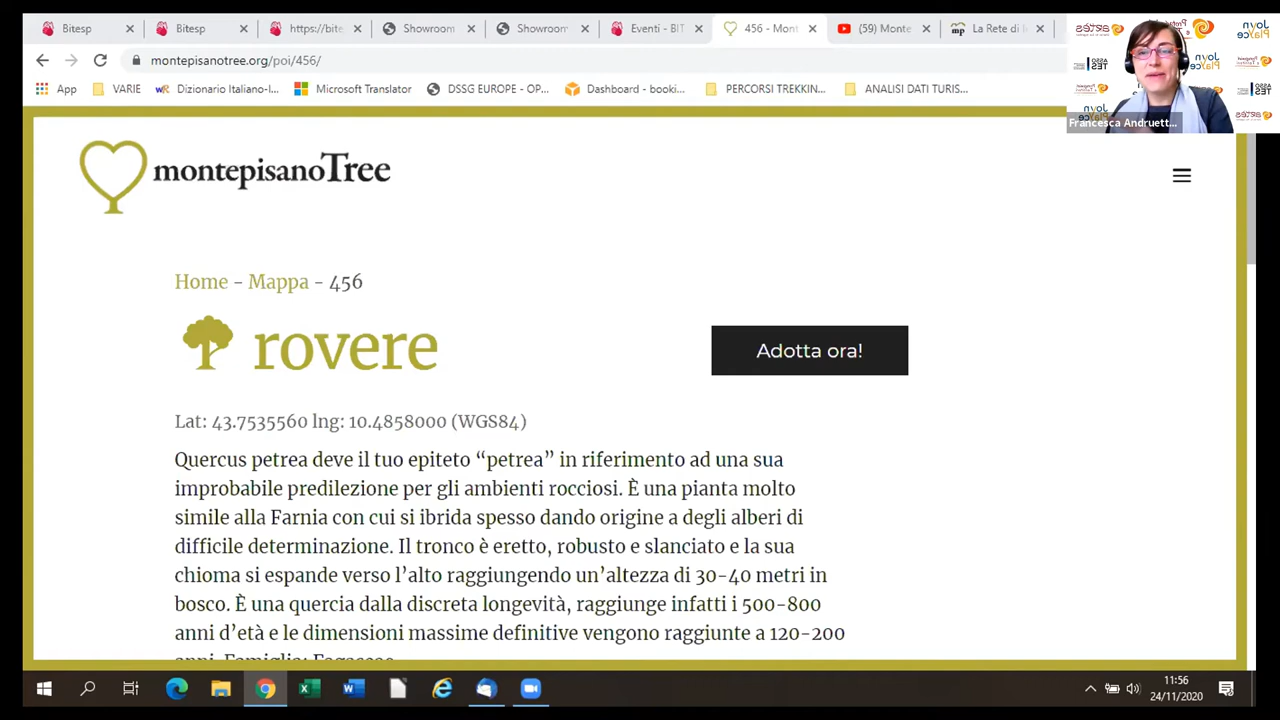 Bitesp
Bitesp
https://bite
Showroom
Showroom
Eventi - BIT
456 - Mont
(59) Monte
La Rete di
montepisanotree.org/poi/456/
App
VARIE
Dizionario Italiano-I...
Microsoft Translator
DSSG EUROPE - OP...
Dashboard - booki...
PERCORSI TREKKIN...
ANALISI DATI TURIS...
Francesca Andruett...
montepisanoTree
Home - Mappa - 456
rovere
Adotta ora!
Lat: 43.7535560 lng: 10.4858000 (WGS84)
Quercus petrea deve il tuo epiteto “petrea” in riferimento ad una sua
improbabile predilezione per gli ambienti rocciosi. È una pianta molto
simile alla Farnia con cui si ibrida spesso dando origine a degli alberi di
difficile determinazione. Il tronco è eretto, robusto e slanciato e la sua
chioma si espande verso l’alto raggiungendo un’altezza di 30-40 metri in
bosco. È una quercia dalla discreta longevità, raggiunge infatti i 500-800
anni d’età e le dimensioni massime definitive vengono raggiunte a 120-200
anni. Famiglia: Fagaceae
11:56
24/11/2020